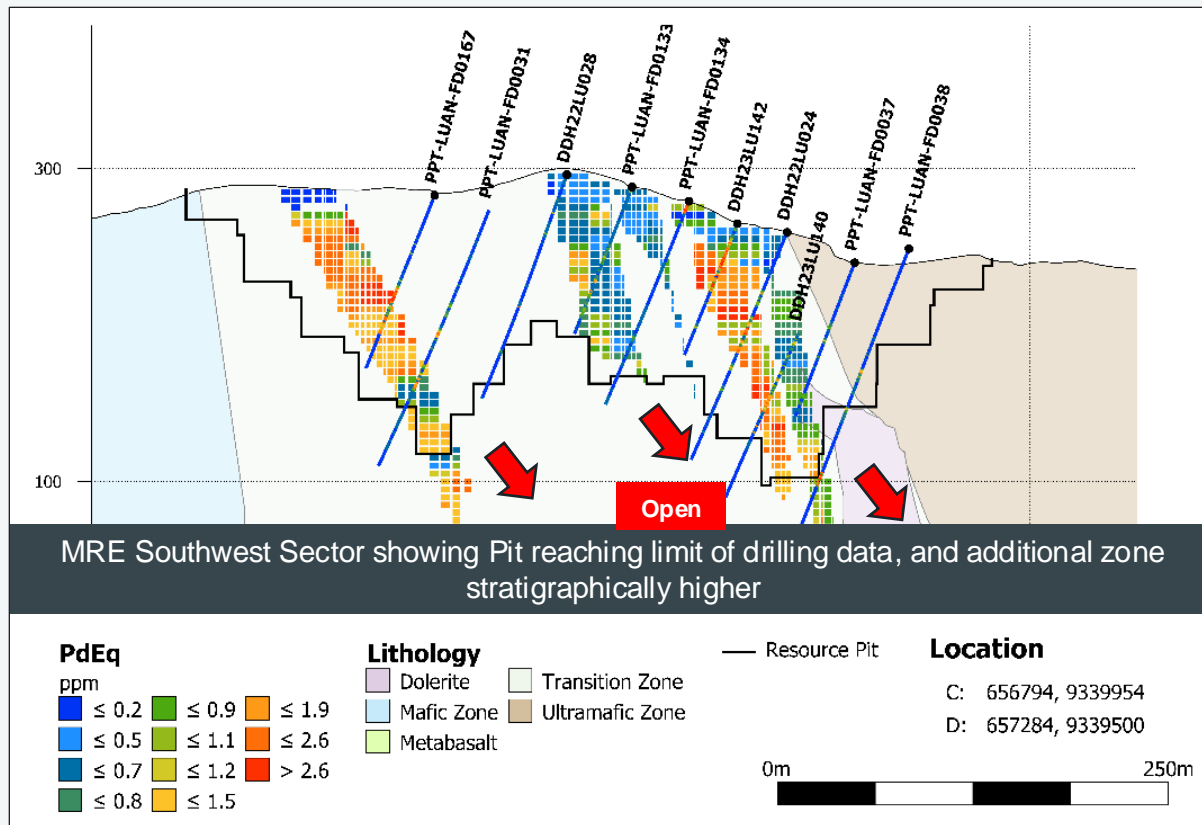 PPT-LUAN-FD0167
PPT-LUAN-FD0031
DDH22LU028
PPT-LUAN-FD0133
PPT-LUAN-FD0134
DDH23LU142
DDH22LU024
DDH23LU140
PPT-LUAN-FD0037
PPT-LUAN-FD0038
300
100
Open
MRE Southwest Sector showing Pit reaching limit of drilling data, and additional zone
stratigraphically higher
PdEq
ppm
≤ 0.2
≤ 0.5
≤ 0.7
≤ 0.8
≤ 0.9
≤ 1.1
≤ 1.2
≤ 1.5
≤ 1.9
≤ 2.6
> 2.6
Lithology
Dolerite
Mafic Zone
Metabasalt
Transition Zone
Ultramafic Zone
Resource Pit
Location
C: 656794, 9339954
D: 657284, 9339500
0m
250m